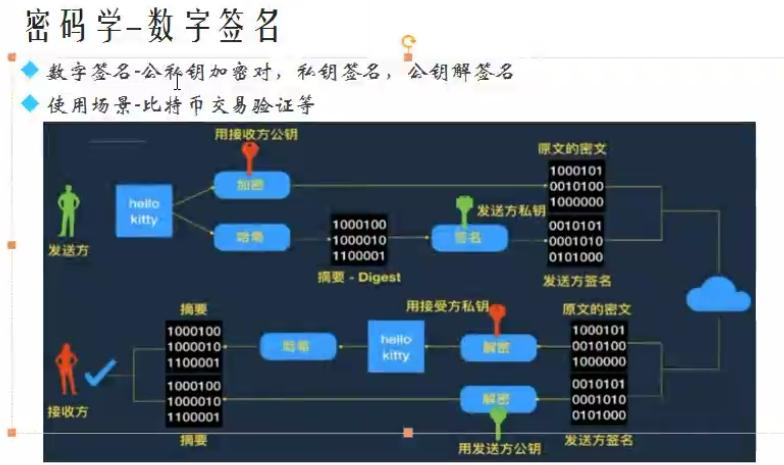 密码学-数字签名
数字签名-公私钥加密对，私钥签名，公钥解签名
使用场景-比特币交易验证等
用接收方公钥
加密
原文的密文
1000101
0010100
1000000
hello
kitty
发送方
哈希
1000100
1000010
1100001
摘要 - Digest
发送方私钥
签名
0010101
0001010
0101000
发送方签名
摘要
1000100
1000010
1100001
哈希
hello
kitty
用接受方私钥
解密
原文的密文
1000101
0010100
1000000
接收方
1000100
1000010
1100001
摘要
解密
用发送方公钥
0010101
0001010
0101000
发送方签名